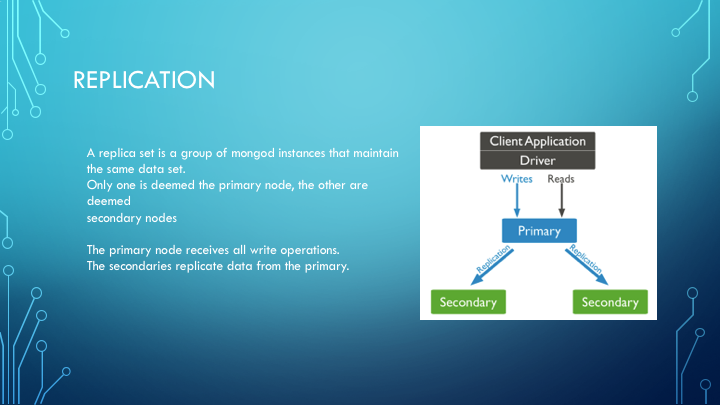 REPLICATION
A replica set is a group of mongod instances that maintain
the same data set.
Only one is deemed the primary node, the other are
deemed
secondary nodes
The primary node receives all write operations.
The secondaries replicate data from the primary.
Client Application
Driver
Writes Reads
Primary
Replication Replication
Secondary Secondary